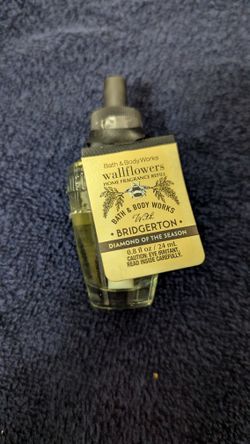 Bath & Body Works
wallflowers
HOME FRAGRANCE REFILL
BATH & BODY WORKS
With
• BRIDGERTON •
DIAMOND OF THE SEASON
0.8 fl oz / 24 mL
CAUTION: EYE IRRITANT.
READ INSIDE CAREFULLY.